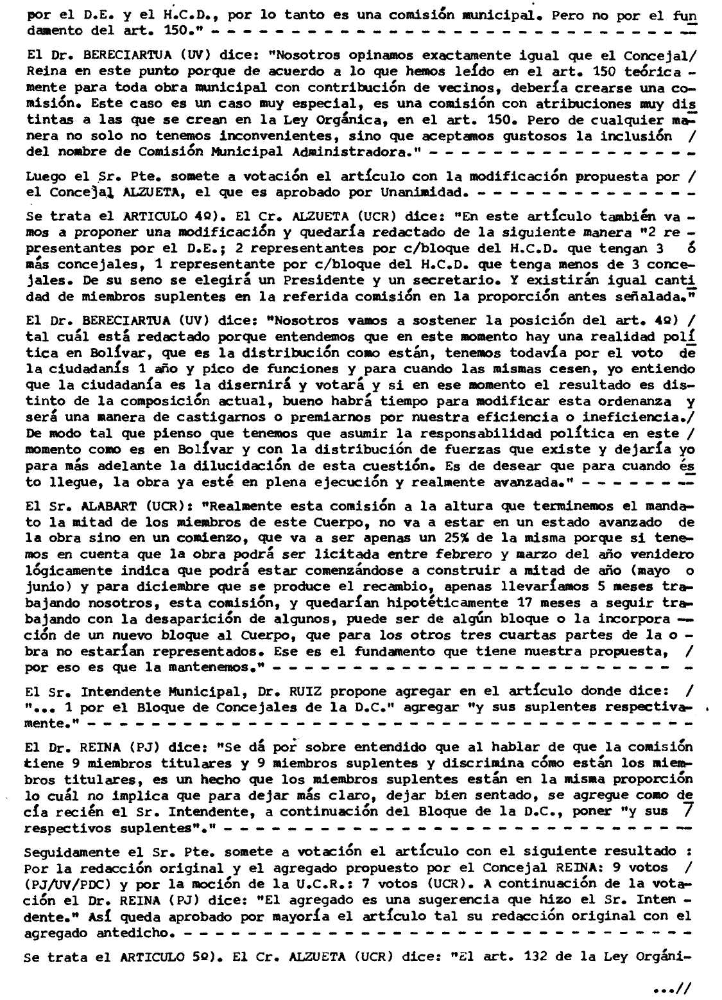 por el D.E. y el H.C.D., por lo tanto es una comisión municipal. Pero no por el fun
damento del art. 150." - - - - - - - - - - - - - - - - - - - - - - - - - - - - - - -
El Dr. BERECIARTUA (UV) dice: "Nosotros opinamos exactamente igual que el Concejal/
Reina en este punto porque de acuerdo a lo que hemos leído en el art. 150 teórica -
mente para toda obra municipal con contribución de vecinos, debería crearse una co-
misión. Este caso es un caso muy especial, es una comisión con atribuciones muy dis
tintas a las que se crean en la Ley Orgánica, en el art. 150. Pero de cualquier ma-
nera no solo no tenemos inconvenientes, sino que aceptamos gustosos la inclusión /
del nombre de Comisión Municipal Administradora." - - - - - - - - - - - - - - - - -
Luego el Sr. Pte. somete a votación el artículo con la modificación propuesta por /
el Concejal ALZUETA, el que es aprobado por Unanimidad. - - - - - - - - - - - - - -
Se trata el ARTICULO 4º). El Cr. ALZUETA (UCR) dice: "En este artículo también va -
mos a proponer una modificación y quedaría redactado de la siguiente manera "2 re -
presentantes por el D.E.; 2 representantes por c/bloque del H.C.D. que tengan 3 ó
más concejales, 1 representante por c/bloque del H.C.D. que tenga menos de 3 conce-
jales. De su seno se elegirá un Presidente y un secretario. Y existirán igual canti
dad de miembros suplentes en la referida comisión en la proporción antes señalada."
El Dr. BERECIARTUA (UV) dice: "Nosotros vamos a sostener la posición del art. 4º) /
tal cuál está redactado porque entendemos que en este momento hay una realidad polí
tica en Bolívar, que es la distribución como están, tenemos todavía por el voto de
la ciudadanís 1 año y pico de funciones y para cuando las mismas cesen, yo entiendo
que la ciudadanía es la disernirá y votará y si en ese momento el resultado es dis-
tinto de la composición actual, bueno habrá tiempo para modificar esta ordenanza y
será una manera de castigarnos o premiarnos por nuestra eficiencia o ineficiencia./
De modo tal que pienso que tenemos que asumir la responsabilidad política en este /
momento como es en Bolívar y con la distribución de fuerzas que existe y dejaría yo
para más adelante la dilucidación de esta cuestión. Es de desear que para cuando és
to llegue, la obra ya esté en plena ejecución y realmente avanzada." - - - - - - - -
El Sr. ALABART (UCR): "Realmente esta comisión a la altura que terminemos el manda-
to la mitad de los miembros de este Cuerpo, no va a estar en un estado avanzado de
la obra sino en un comienzo, que va a ser apenas un 25% de la misma porque si tene-
mos en cuenta que la obra podrá ser licitada entre febrero y marzo del año venidero
lógicamente indica que podrá estar comenzándose a construir a mitad de año (mayo o
junio) y para diciembre que se produce el recambio, apenas llevaríamos 5 meses tra-
bajando nosotros, esta comisión, y quedarían hipotéticamente 17 meses a seguir tra-
bajando con la desaparición de algunos, puede ser de algún bloque o la incorpora -
ción de un nuevo bloque al Cuerpo, que para los otros tres cuartas partes de la o -
bra no estarían representados. Ese es el fundamento que tiene nuestra propuesta, /
por eso es que la mantenemos." - - - - - - - - - - - - - - - - - - - - - - - - - -
El Sr. Intendente Municipal, Dr. RUIZ propone agregar en el artículo donde dice: /
"... 1 por el Bloque de Concejales de la D.C." agregar "y sus suplentes respectiva-
mente." - - - - - - - - - - - - - - - - - - - - - - - - - - - - - - - - - - - - - -
El Dr. REINA (PJ) dice: "Se dá por sobre entendido que al hablar de que la comisión
tiene 9 miembros titulares y 9 miembros suplentes y discrimina cómo están los miem-
bros titulares, es un hecho que los miembros suplentes están en la misma proporción
lo cuál no implica que para dejar más claro, dejar bien sentado, se agregue como de
cía recién el Sr. Intendente, a continuación del Bloque de la D.C., poner "y sus 7
respectivos suplentes"." - - - - - - - - - - - - - - - - - - - - - - - - - - - - - -
Seguidamente el Sr. Pte. somete a votación el artículo con el siguiente resultado :
Por la redacción original y el agregado propuesto por el Concejal REINA: 9 votos /
(PJ/UV/PDC) y por la moción de la U.C.R.: 7 votos (UCR). A continuación de la vota-
ción el Dr. REINA (PJ) dice: "El agregado es una sugerencia que hizo el Sr. Inten -
dente." Así queda aprobado por mayoría el artículo tal su redacción original con el
agregado antedicho. - - - - - - - - - - - - - - - - - - - - - - - - - - - - - - - -
Se trata el ARTICULO 5º). El Cr. ALZUETA (UCR) dice: "El art. 132 de la Ley Orgáni-
...//